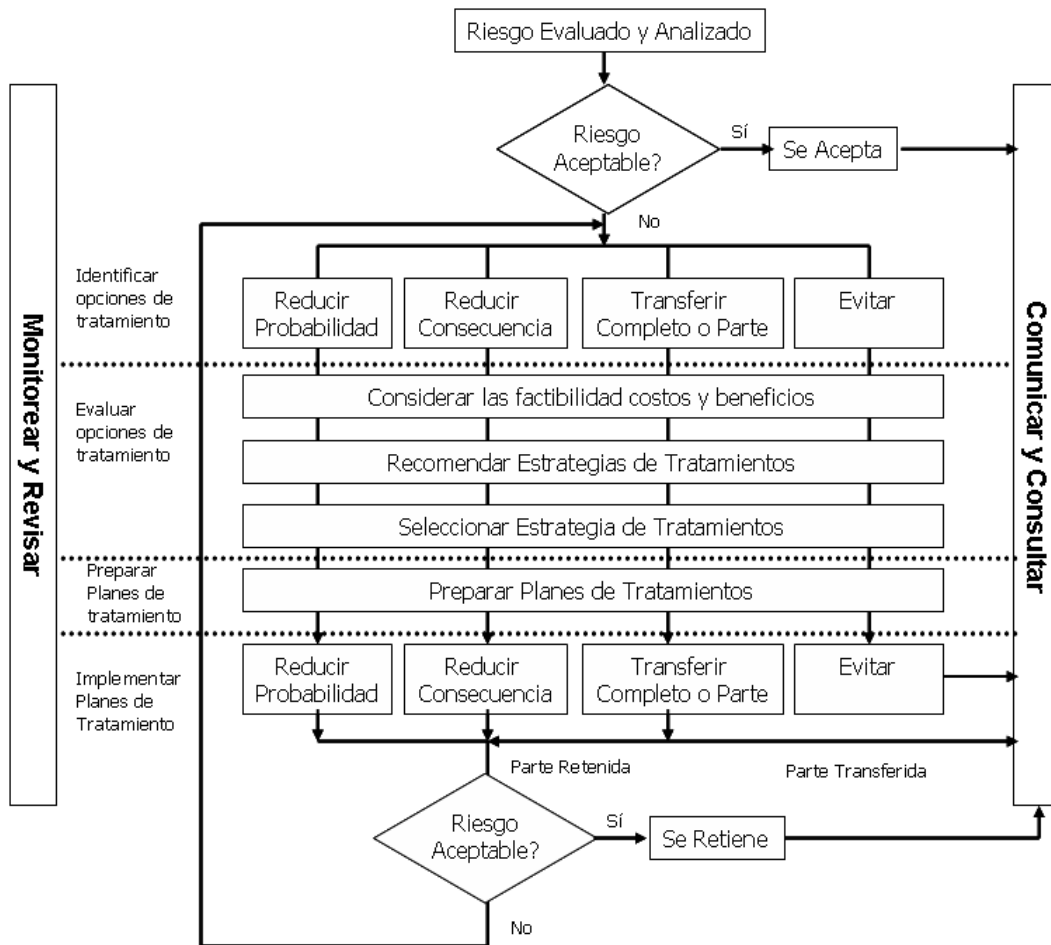 Riesgo Evaluado y Analizado
Riesgo
Aceptable?
Sí
Se Acepta
No
Monitorear y Revisar
Comunicar y Consultar
Identificar
opciones de
tratamiento
Reducir
Probabilidad
Reducir
Consecuencia
Transferir
Completo o Parte
Evitar
Evaluar
opciones de
tratamiento
Considerar las factibilidad costos y beneficios
Recomendar Estrategias de Tratamientos
Seleccionar Estrategia de Tratamientos
Preparar
Planes de
tratamiento
Preparar Planes de Tratamientos
Implementar
Planes de
Tratamiento
Reducir
Probabilidad
Reducir
Consecuencia
Transferir
Completo o Parte
Evitar
Parte Retenida
Parte Transferida
Riesgo
Aceptable?
Sí
Se Retiene
No